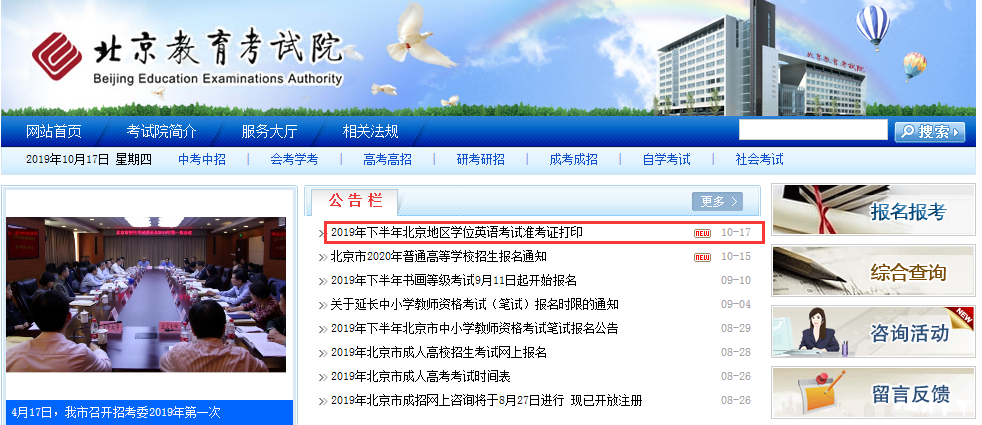 北京教育考试院
Beijing Education Examinations Authority
北京教育考试院
网站首页 考试院简介 服务大厅 相关法规 搜索
2019年10月17日 星期四 中考中招 | 会考学考 | 高考高招 | 研考研招 | 成考成招 | 自学考试 | 社会考试
公告栏 更多
2019年下半年北京地区学位英语考试准考证打印 NEW 10-17
北京市2020年普通高等学校招生报名通知 NEW 10-15
2019年下半年书画等级考试9月11日起开始报名 09-10
关于延长中小学教师资格考试（笔试）报名时限的通知 09-04
2019年下半年北京市中小学教师资格考试笔试报名公告 08-29
2019年北京市成人高校招生考试网上报名 08-28
2019年北京市成人高考考试时间表 08-26
2019年北京市成招网上咨询将于8月27日进行 现已开放注册 08-26
4月17日，我市召开招考委2019年第一次
报名报考
综合查询
咨询活动 NEW
留言反馈